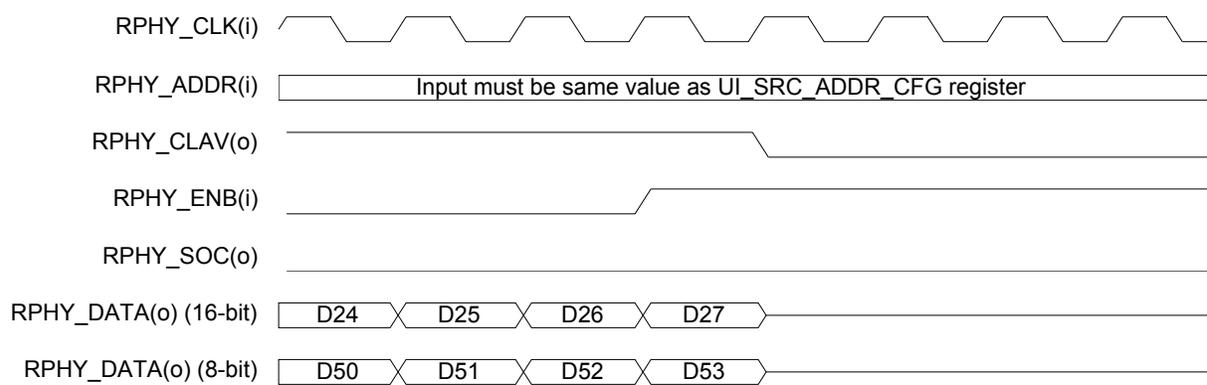 RPHY_CLK(i)
RPHY_ADDR(i) Input must be same value as UI_SRC_ADDR_CFG register
RPHY_CLAV(o)
RPHY_ENB(i)
RPHY_SOC(o)
RPHY_DATA(o) (16-bit) D24 D25 D26 D27
RPHY_DATA(o) (8-bit) D50 D51 D52 D53